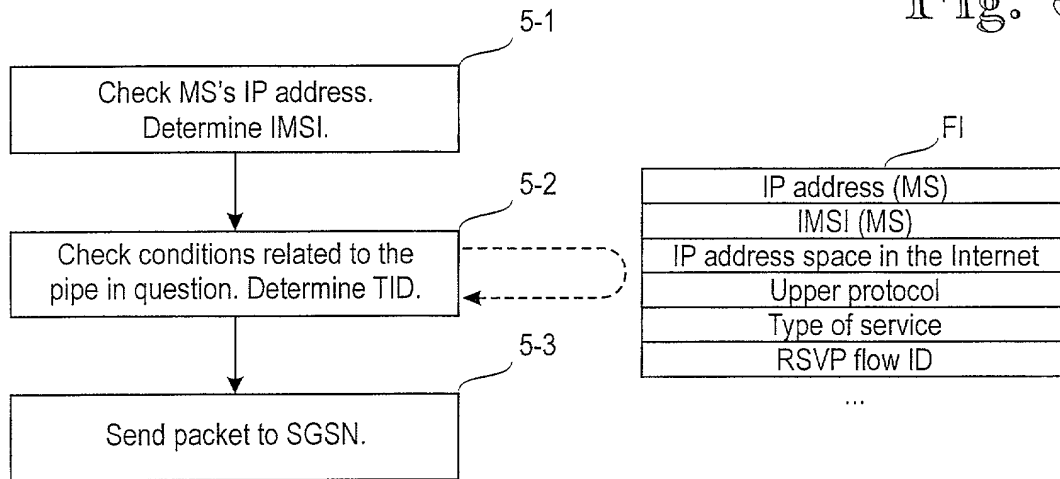 Fig.
5-1
Check MS's IP address.
Determine IMSI.
5-2
Check conditions related to the
pipe in question. Determine TID.
5-3
Send packet to SGSN.
FI
IP address (MS)
IMSI (MS)
IP address space in the Internet
Upper protocol
Type of service
RSVP flow ID
...